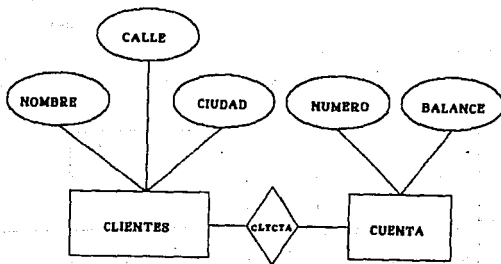 CALLE
NOMBRE
CIUDAD
NUMERO
BALANCE
CLIENTES
CLTCTA
CUENTA